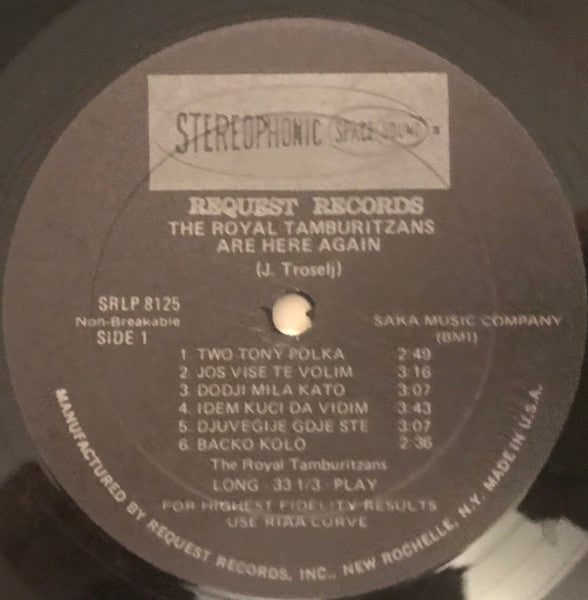 STEREOPHONIC SPACE SOUND
REQUEST RECORDS
THE ROYAL TAMBURITZANS
ARE HERE AGAIN
(J. Troselj)
SRLP 8125
Non-Breakable
SIDE 1
SAKA MUSIC COMPANY
(BMI)
1 TWO TONY POLKA 2:49
2 JOS VISE TE VOLIM 3:16
3 DODJI MILA KATO 3:07
4 IDEM KUCI DA VIDIM 3:43
5 DJUVEGIJE GDJE STE 3:07
6 BACKO KOLO 2:36
The Royal Tamburitzans
LONG - 33 1/3 - PLAY
FOR HIGHEST FIDELITY RESULTS
USE RIAA CURVE
MANUFACTURED BY REQUEST RECORDS, INC., NEW ROCHELLE, N.Y. MADE IN U.S.A.